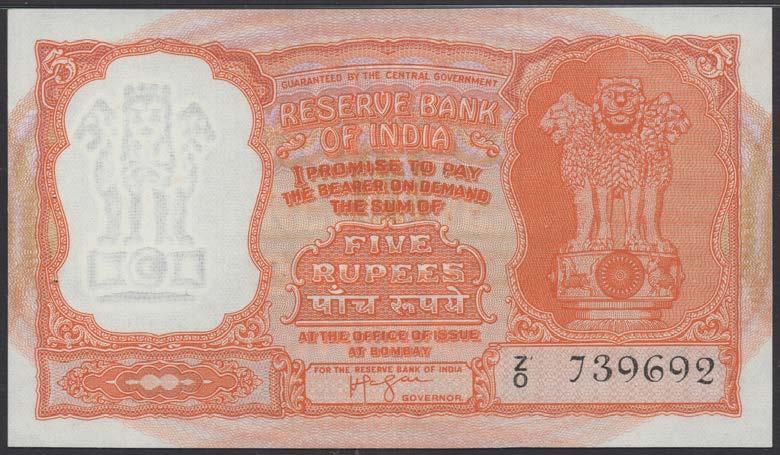 ५ ५
GUARANTEED BY THE CENTRAL GOVERNMENT
RESERVE BANK
OF INDIA
I PROMISE TO PAY
THE BEARER ON DEMAND
THE SUM OF
FIVE
RUPEES
पाँच रूपये
AT THE OFFICE OF ISSUE
AT BOMBAY
FOR THE RESERVE BANK OF INDIA
GOVERNOR.
Z/0 739692